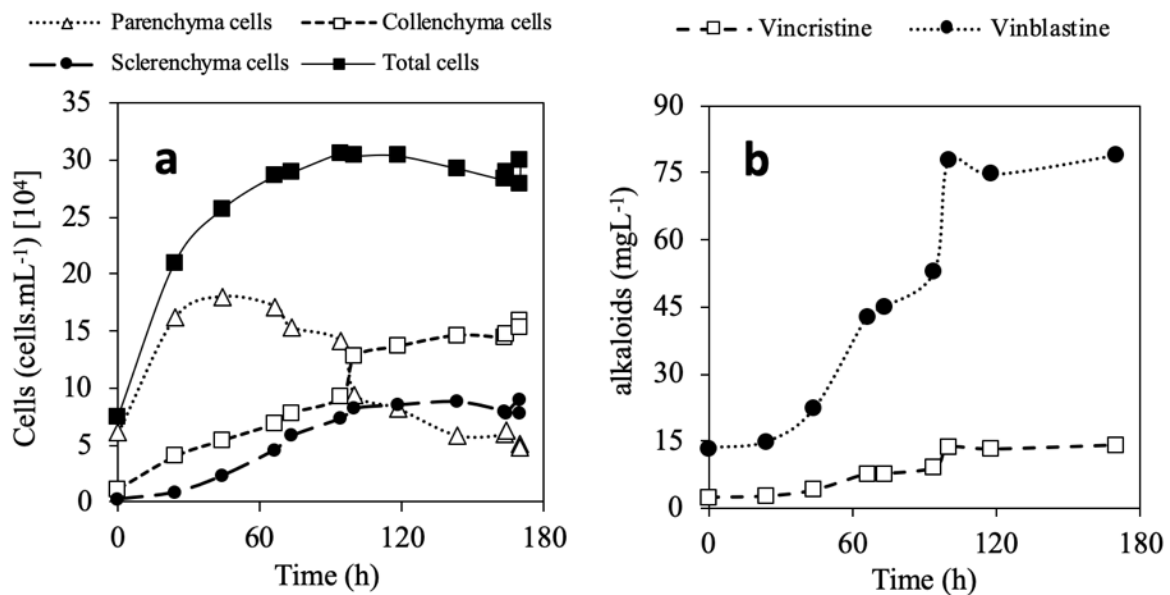 Parenchyma cells
Collenchyma cells
Sclerenchyma cells
Total cells
Cells (cells.mL⁻¹) [10⁴]
35
30
25
20
15
10
5
0
a
0 60 120 180
Time (h)
Vincristine
Vinblastine
alkaloids (mgL⁻¹)
90
75
60
45
30
15
0
b
0 60 120 180
Time (h)